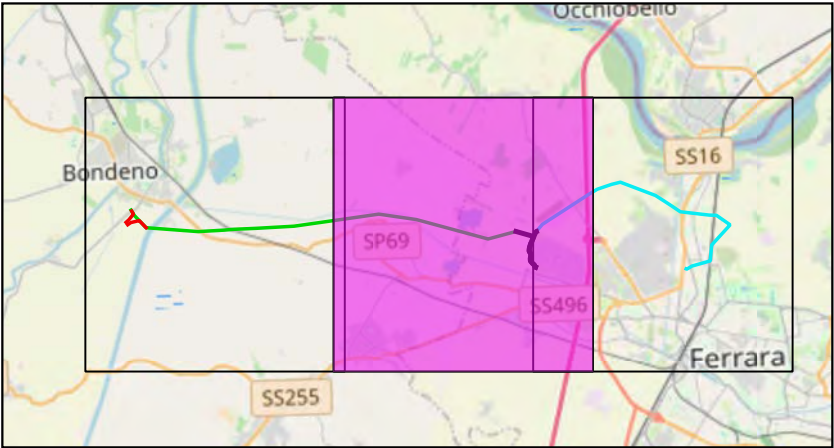 Occhiobello
SS16
Bondeno
SP69
SS496
Ferrara
SS255